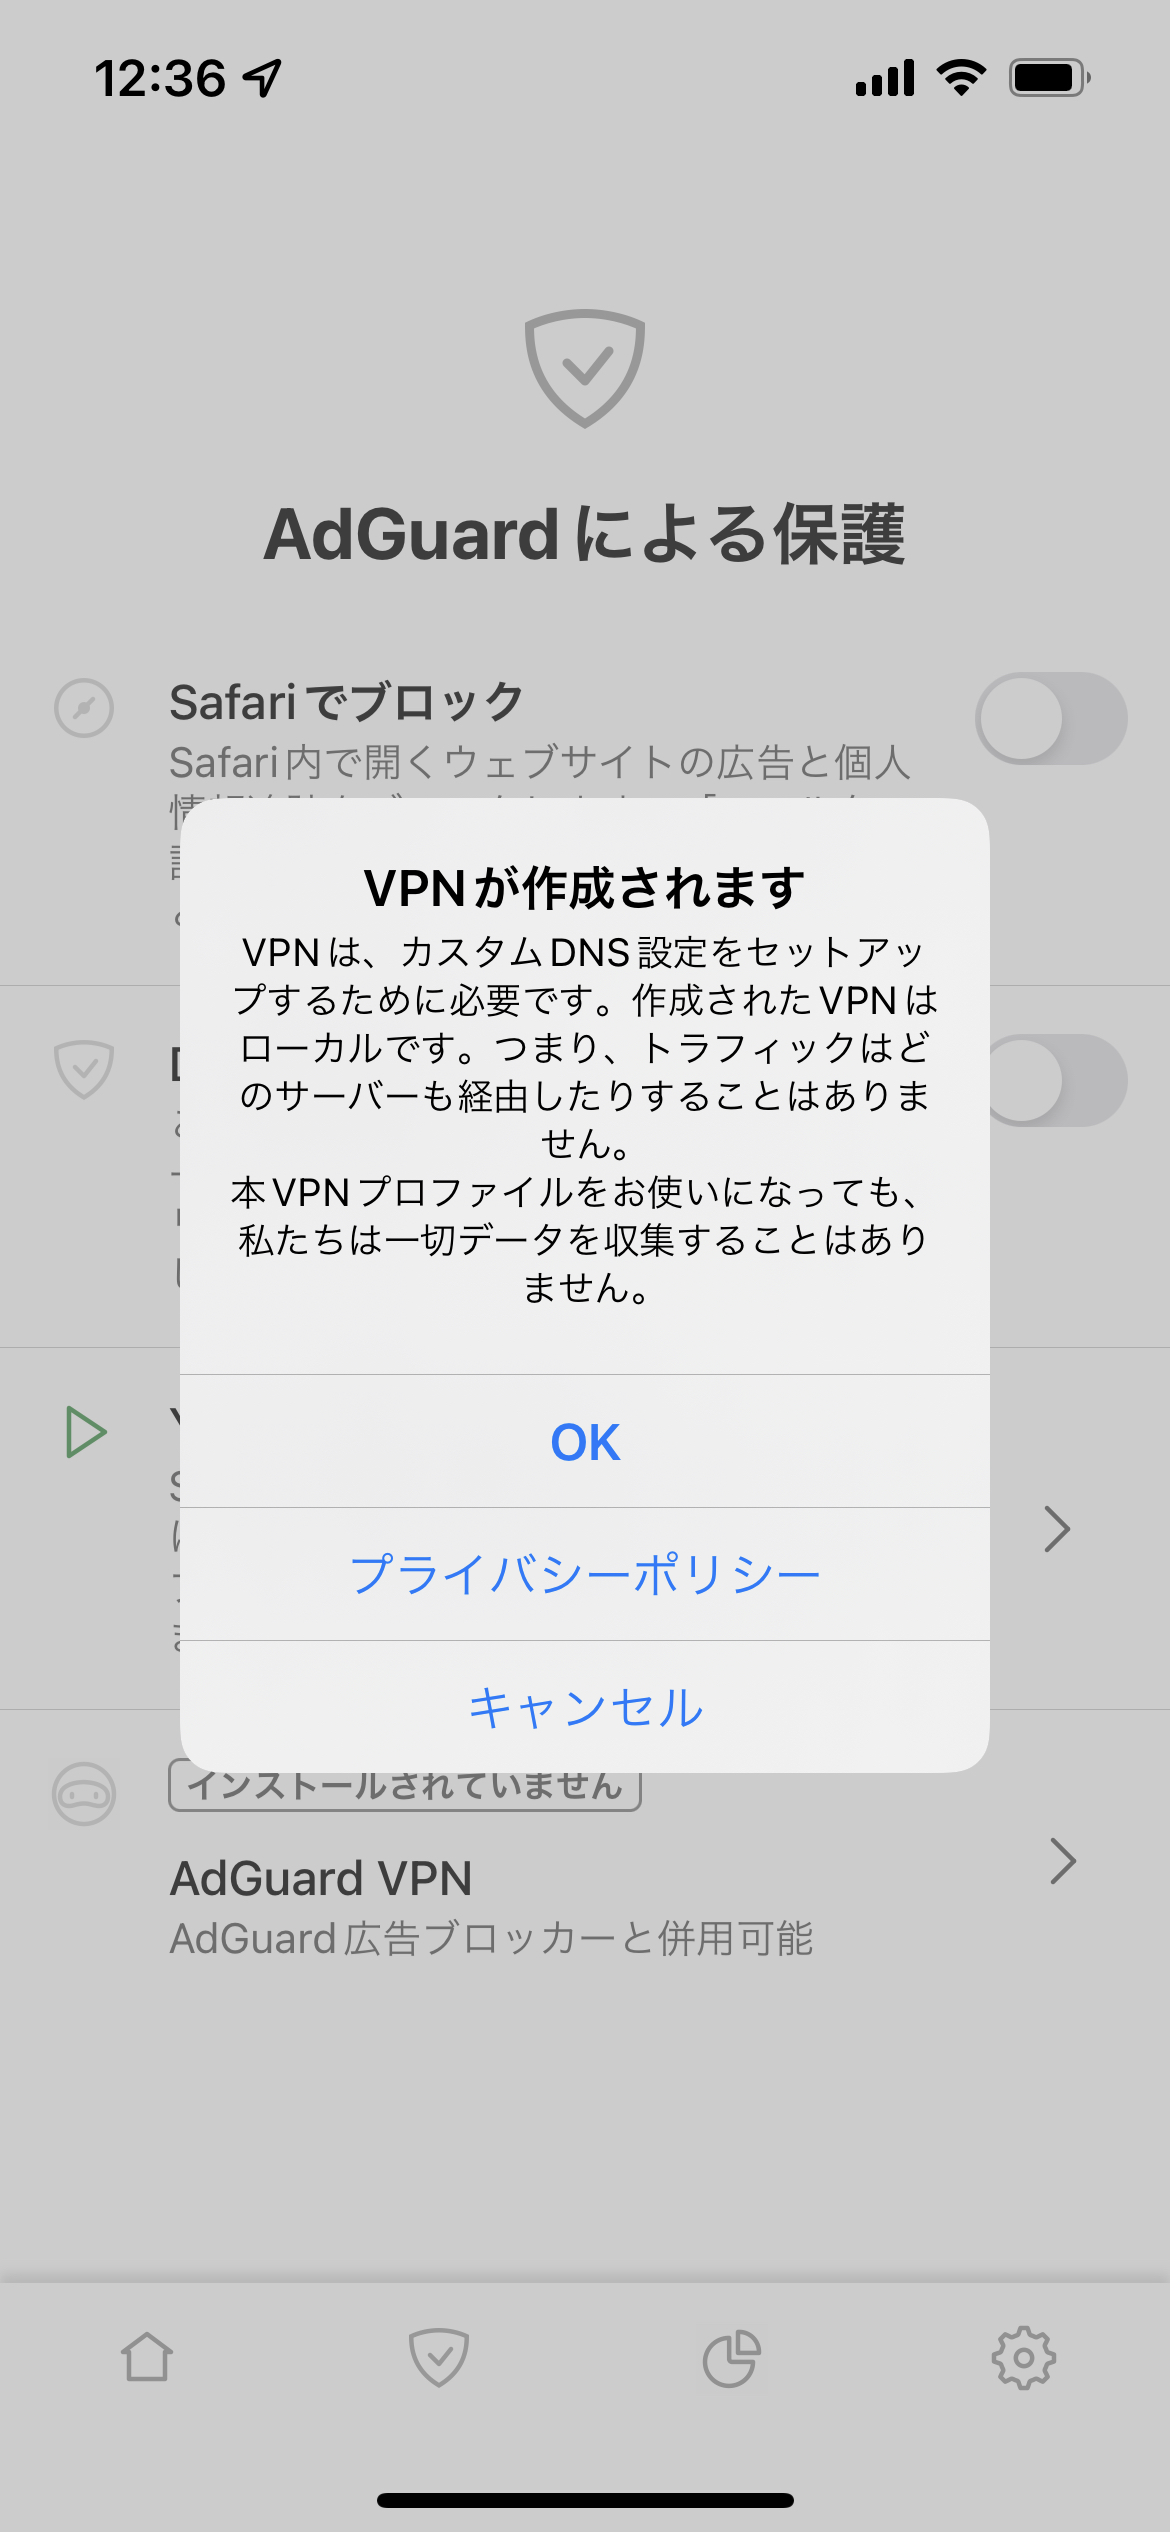 12:36
AdGuardによる保護
Safariでブロック
Safari内で開くウェブサイトの広告と個人
VPNが作成されます
VPNは、カスタムDNS設定をセットアッ
プするために必要です。作成されたVPNは
ローカルです。つまり、トラフィックはど
のサーバーも経由したりすることはありま
せん。
本VPNプロファイルをお使いになっても、
私たちは一切データを収集することはあり
ません。
OK
プライバシーポリシー
キャンセル
インストールされていません
AdGuard VPN
AdGuard広告ブロッカーと併用可能